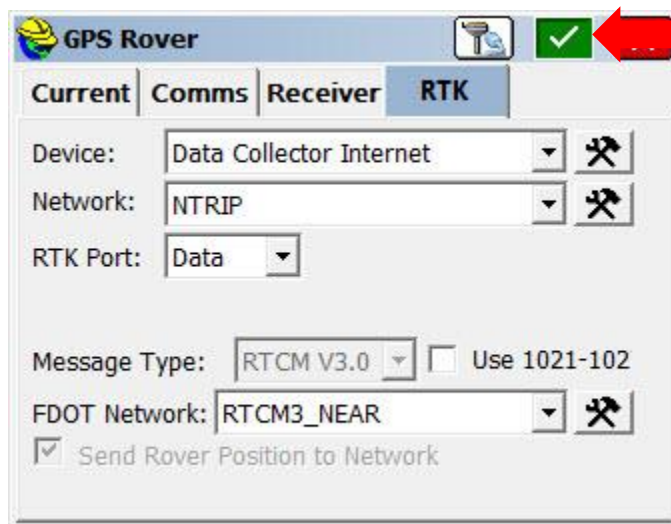 GPS Rover
Current Comms Receiver RTK
Device: Data Collector Internet
Network: NTRIP
RTK Port: Data
Message Type: RTCM V3.0 Use 1021-102
FDOT Network: RTCM3_NEAR
Send Rover Position to Network